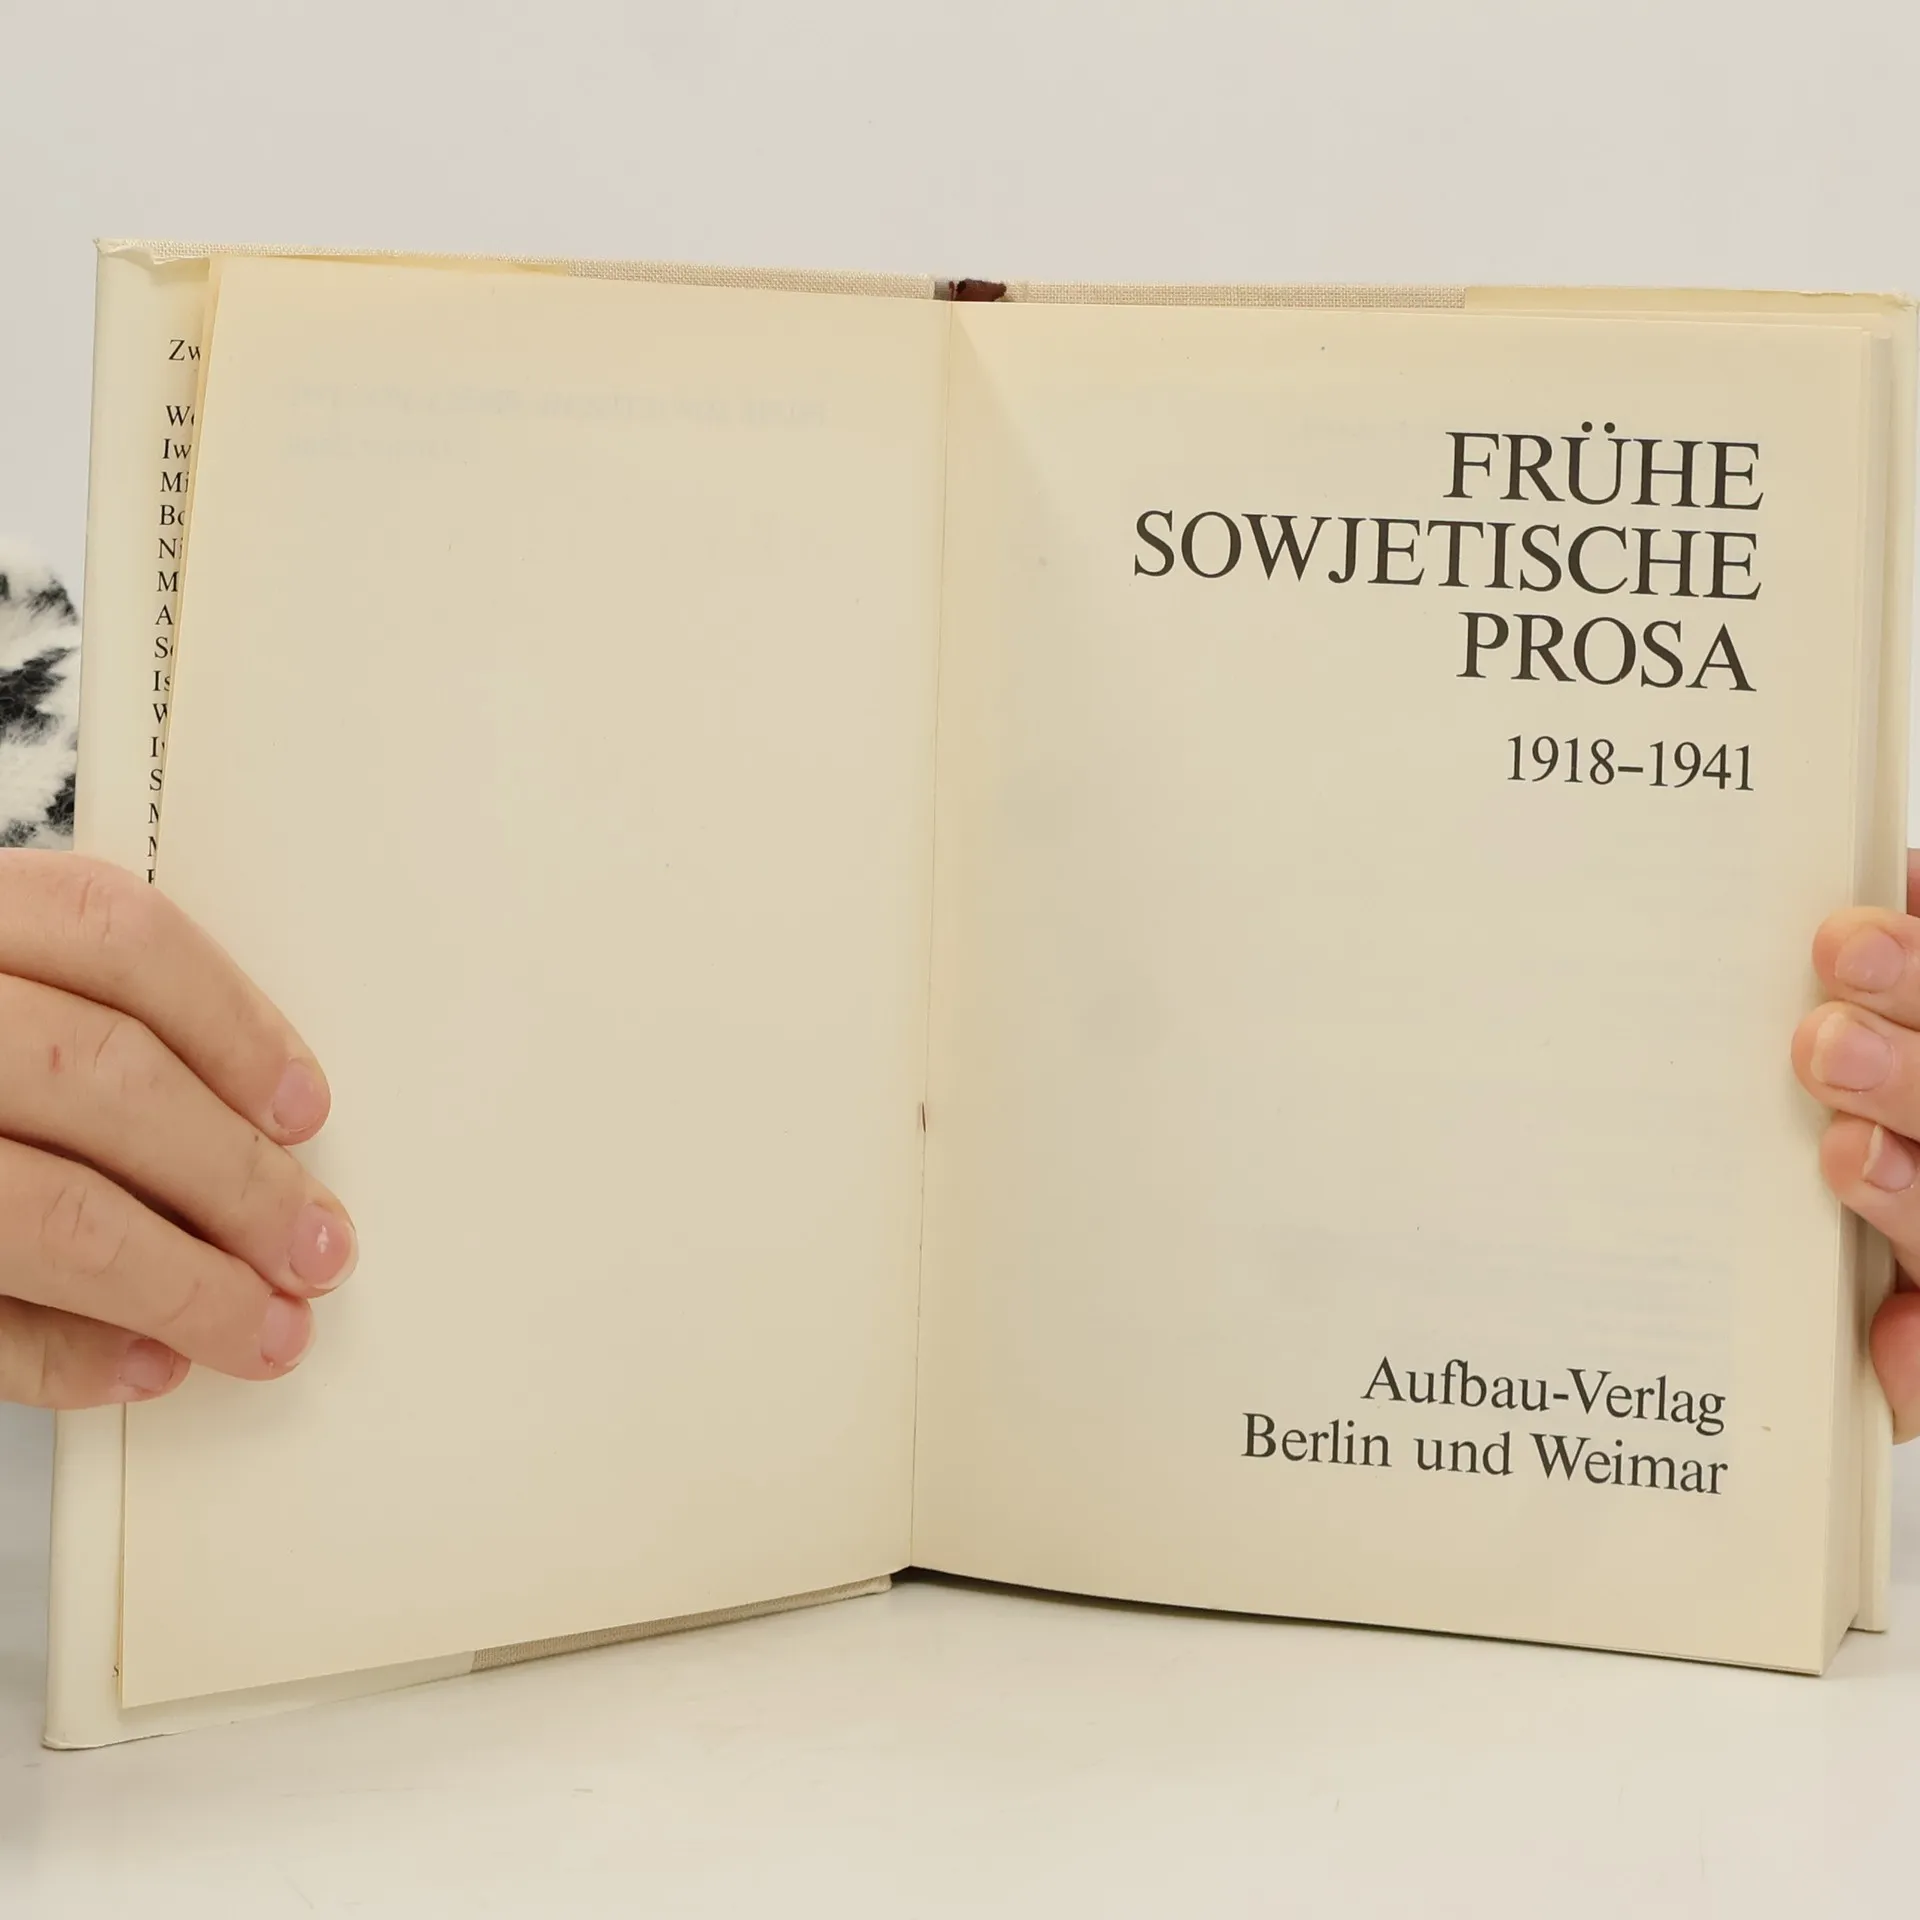 FRÜHE
SOWJETISCHE
PROSA
1918–1941
Aufbau-Verlag
Berlin und Weimar